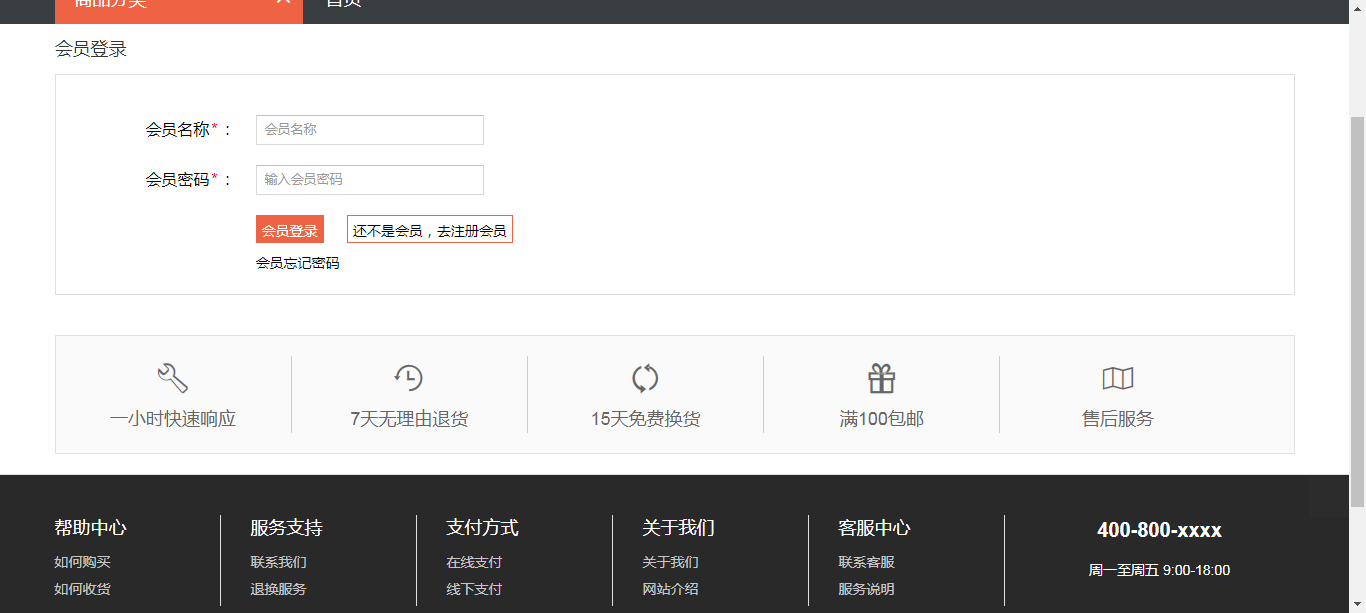 商品分类 首页
会员登录
会员名称*： 会员名称
会员密码*： 输入会员密码
会员登录 还不是会员，去注册会员
会员忘记密码
一小时快速响应 7天无理由退货 15天免费换货 满100包邮 售后服务
帮助中心 服务支持 支付方式 关于我们 客服中心 400-800-xxxx
如何购买 联系我们 在线支付 关于我们 联系客服 周一至周五 9:00-18:00
如何收货 退换服务 线下支付 网站介绍 服务说明